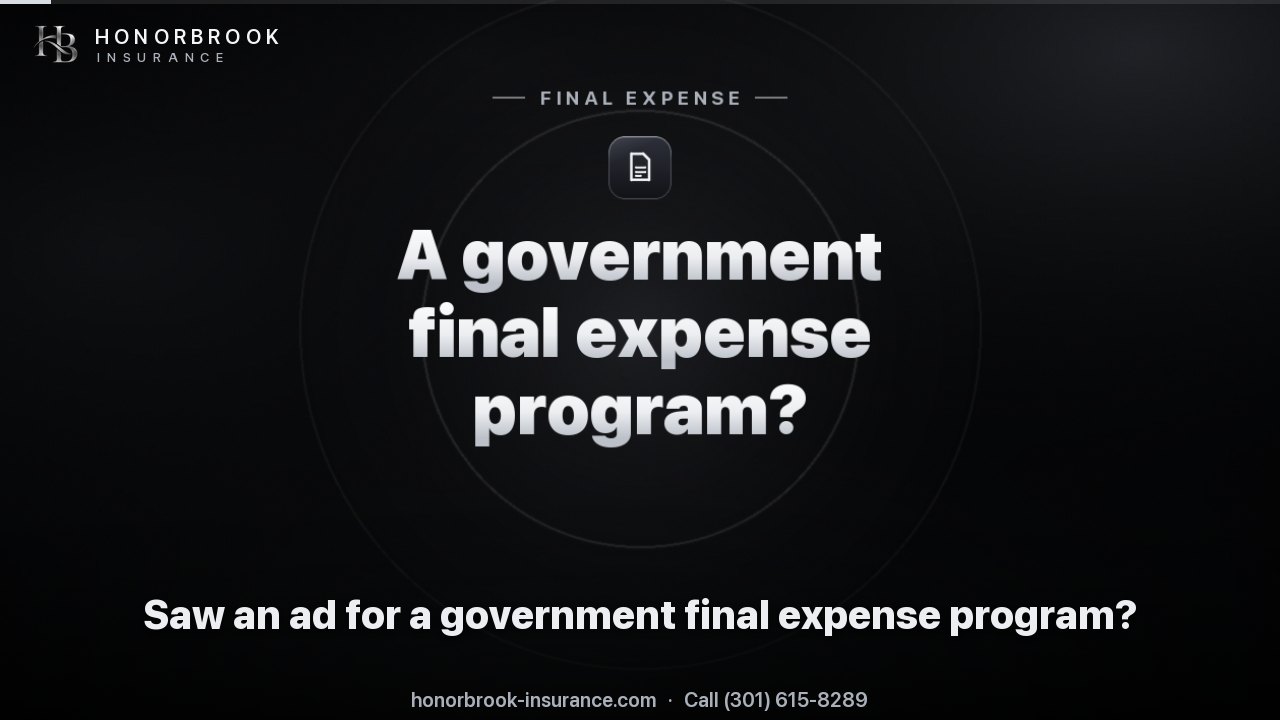 HONORBROOK
INSURANCE
FINAL EXPENSE
A government
final expense
program?
Saw an ad for a government final expense program?
honorbrook-insurance.com · Call (301) 615-8289